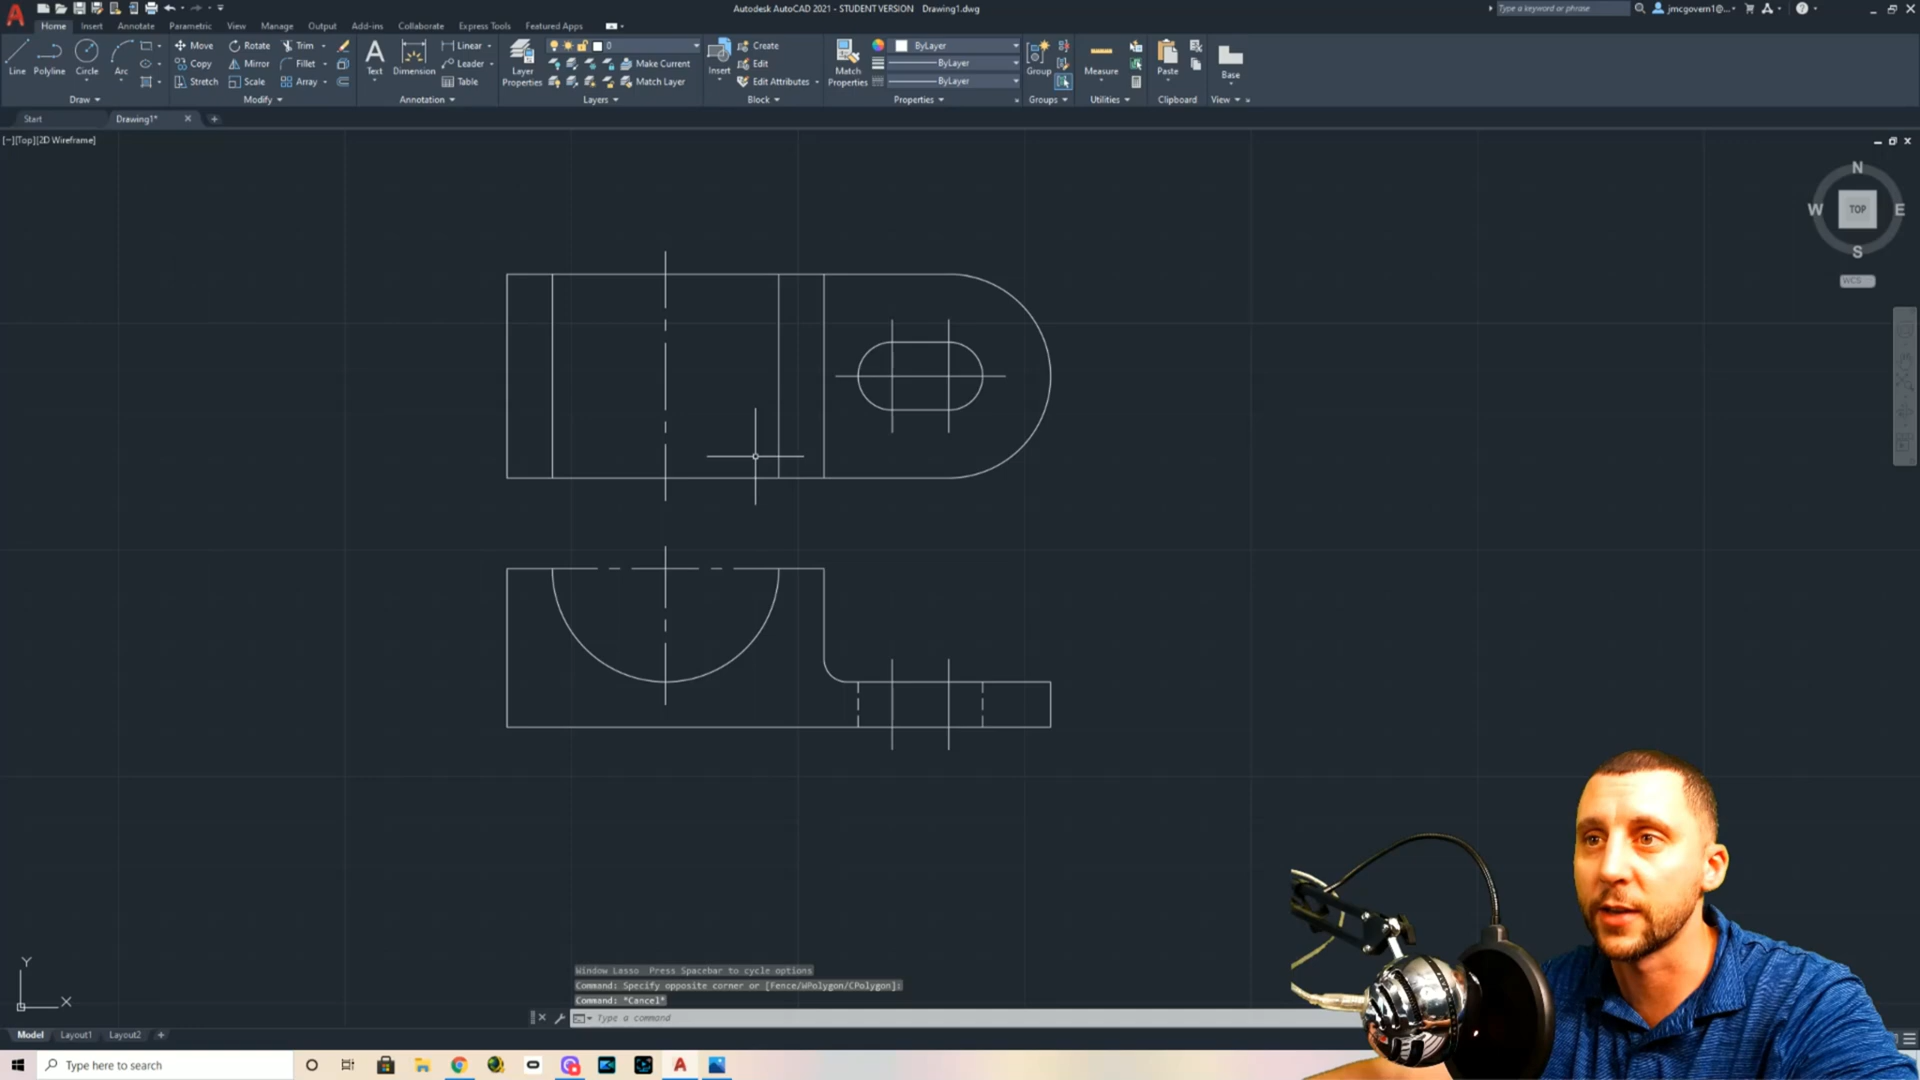 Autodesk AutoCAD 2021 - STUDENT VERSION Drawing1.dwg
Type a keyword or phrase
jmcgovern1@...
Home Insert Annotate Parametric View Manage Output Add-ins Collaborate Express Tools Featured Apps
Line
Polyline
Circle
Arc
Move
Rotate
Trim
Copy
Mirror
Fillet
Stretch
Scale
Array
Text
Dimension
Linear
Leader
Table
Layer
Properties
0
Make Current
Match Layer
Insert
Create
Edit
Edit Attributes
Match
Properties
ByLayer
ByLayer
ByLayer
Group
Measure
Paste
Base
Draw
Modify
Annotation
Layers
Block
Properties
Groups
Utilities
Clipboard
View
Start
Drawing1*
[−][Top][2D Wireframe]
N
W
TOP
E
S
WCS
Y
X
Window Lasso Press Spacebar to cycle options
Command: Specify opposite corner or [Fence/WPolygon/CPolygon]:
Command: *Cancel*
Type a command
Model
Layout1
Layout2
Type here to search